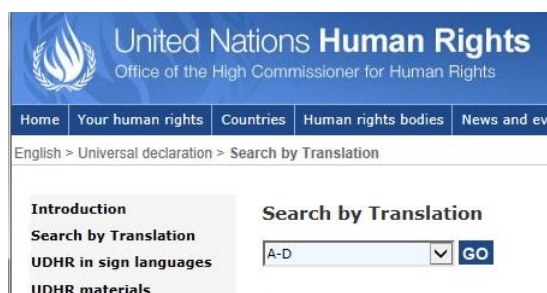 United Nations Human Rights
Office of the High Commissioner for Human Rights
Home Your human rights Countries Human rights bodies News and ev
English > Universal declaration > Search by Translation
Introduction
Search by Translation
UDHR in sign languages
UDHR materials
Search by Translation
A-D GO